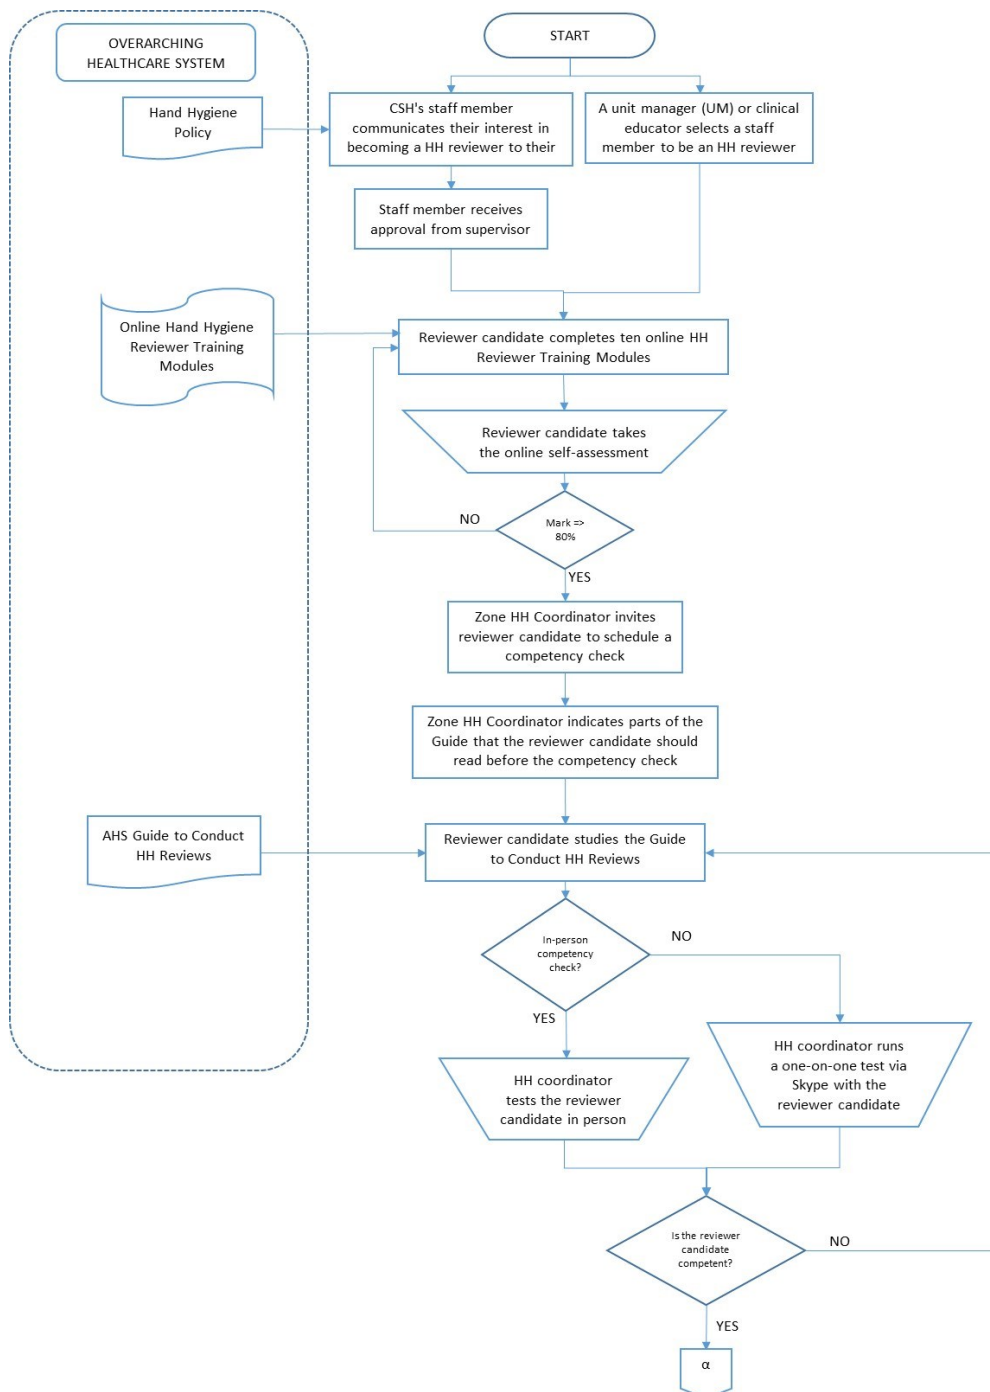 OVERARCHING
HEALTHCARE SYSTEM
START
Hand Hygiene
Policy
CSH's staff member
communicates their interest in
becoming a HH reviewer to their
A unit manager (UM) or clinical
educator selects a staff
member to be an HH reviewer
Staff member receives
approval from supervisor
Online Hand Hygiene
Reviewer Training
Modules
Reviewer candidate completes ten online HH
Reviewer Training Modules
Reviewer candidate takes
the online self-assessment
NO
Mark =>
80%
YES
Zone HH Coordinator invites
reviewer candidate to schedule a
competency check
Zone HH Coordinator indicates parts of the
Guide that the reviewer candidate should
read before the competency check
AHS Guide to Conduct
HH Reviews
Reviewer candidate studies the Guide
to Conduct HH Reviews
In-person
competency
check?
NO
YES
HH coordinator
tests the reviewer
candidate in person
HH coordinator runs
a one-on-one test via
Skype with the
reviewer candidate
Is the reviewer
candidate
competent?
NO
YES
α